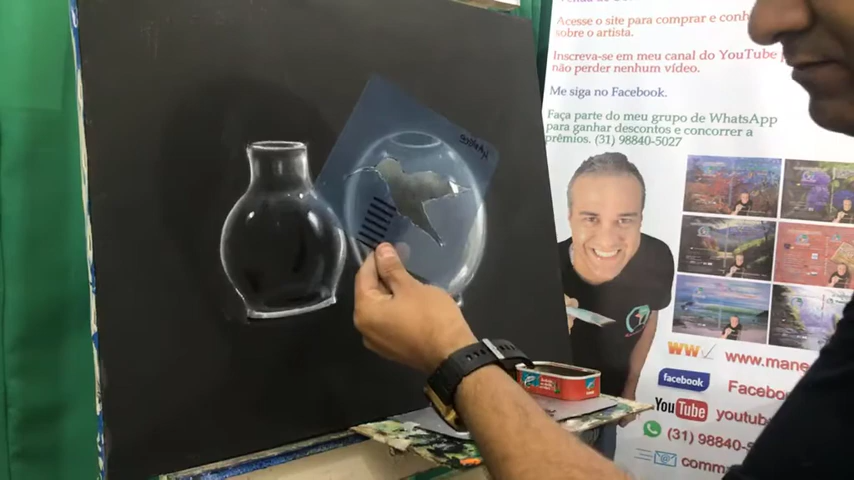 Acesse o site para comprar e conh
sobre o artista.
Inscreva-se em meu canal do YouTube
não perder nenhum vídeo.
Me siga no Facebook.
Faça parte do meu grupo de WhatsApp
para ganhar descontos e concorrer a
prêmios. (31) 98840-5027
www.mane
facebook
Facebo
YouTube
youtub
(31) 98840-
comm